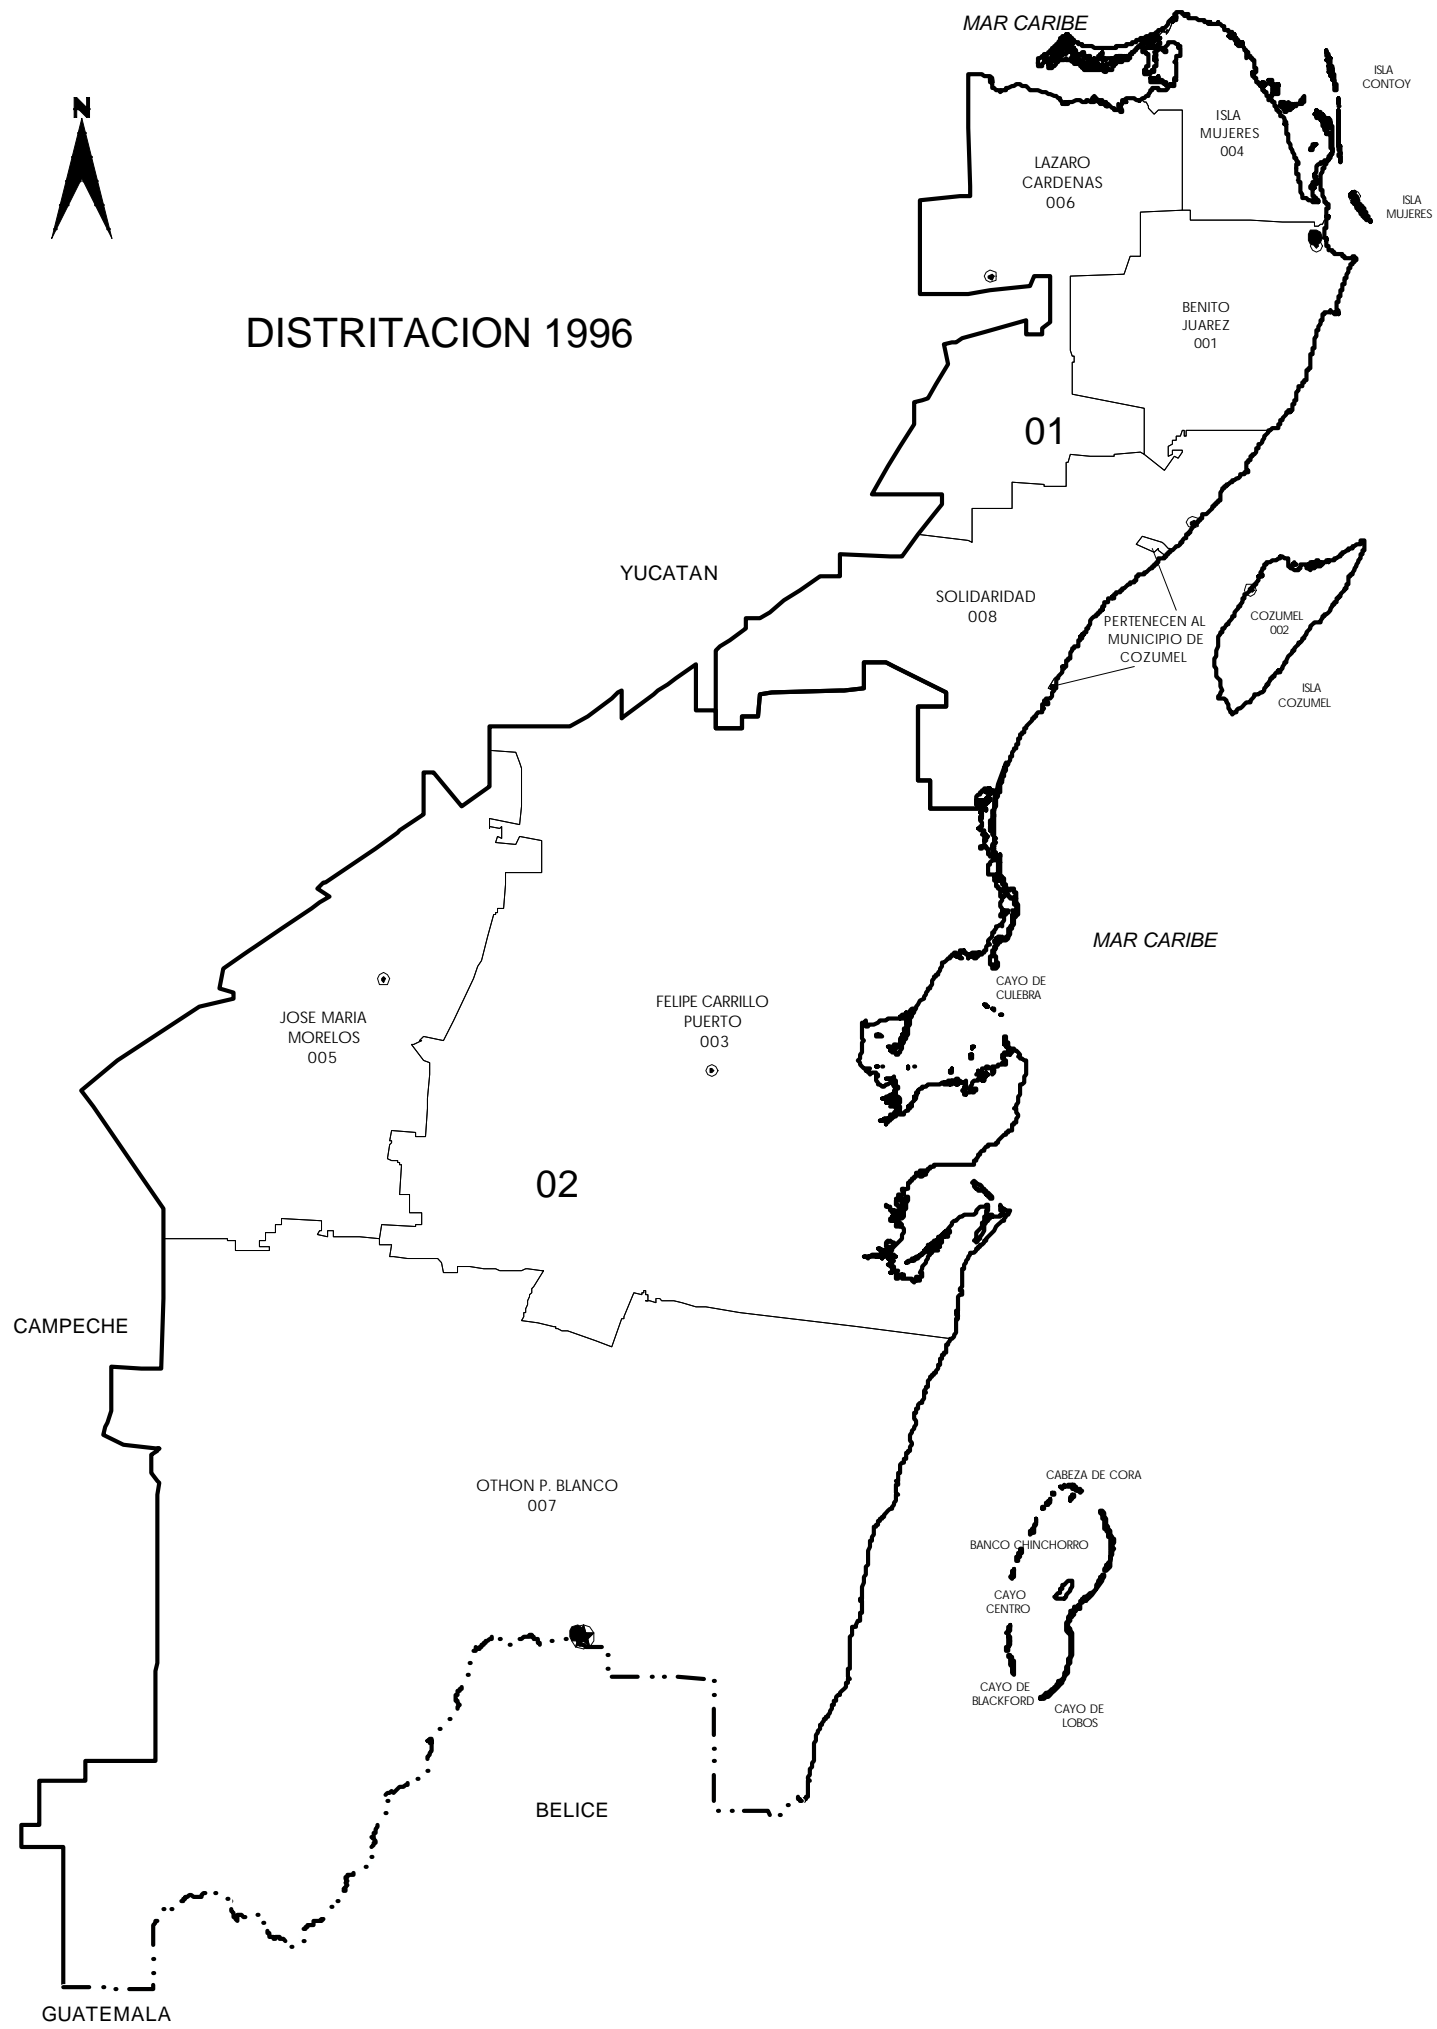 MAR CARIBE
ISLA
CONTOY
N
ISLA
MUJERES
004
LAZARO
CARDENAS
006
ISLA
MUJERES
DISTRITACION 1996
BENITO
JUAREZ
001
01
YUCATAN
SOLIDARIDAD
008
PERTENECEN AL
MUNICIPIO DE
COZUMEL
COZUMEL
002
ISLA
COZUMEL
MAR CARIBE
CAYO DE
CULEBRA
JOSE MARIA
MORELOS
005
FELIPE CARRILLO
PUERTO
003
02
CAMPECHE
OTHON P. BLANCO
007
CABEZA DE CORA
BANCO CHINCHORRO
CAYO
CENTRO
CAYO DE
BLACKFORD
CAYO DE
LOBOS
BELICE
GUATEMALA